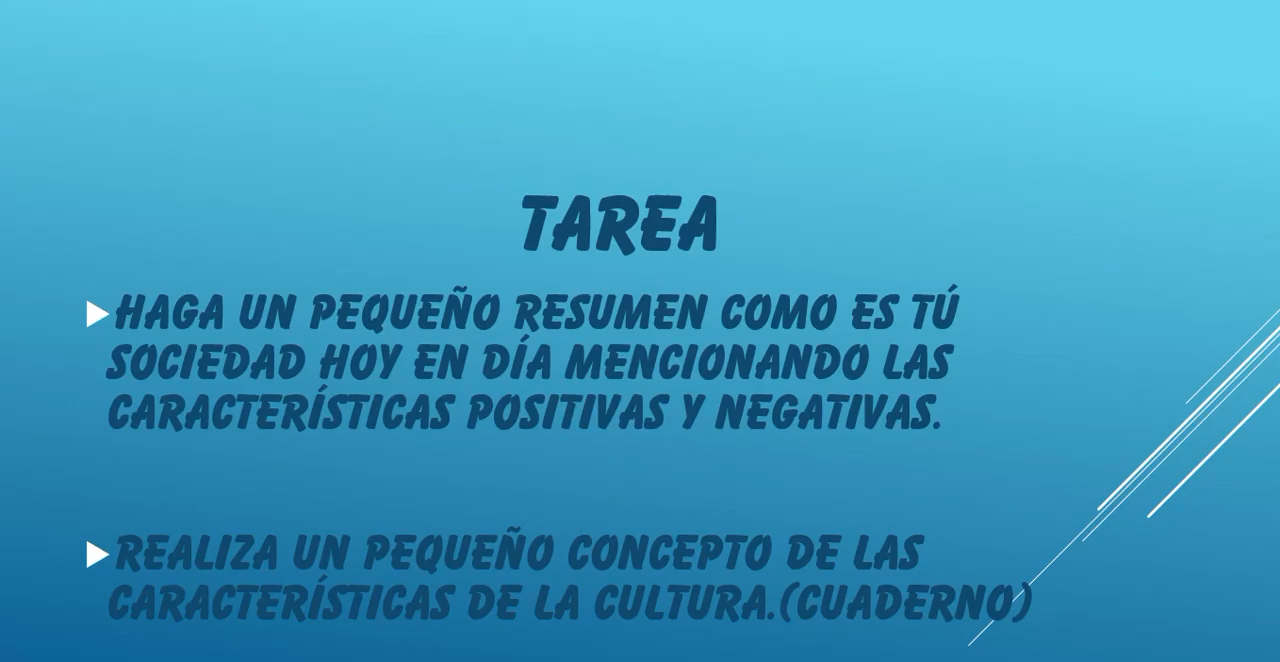 TAREA
HAGA UN PEQUEÑO RESUMEN COMO ES TÚ
SOCIEDAD HOY EN DÍA MENCIONANDO LAS
CARACTERÍSTICAS POSITIVAS Y NEGATIVAS.
REALIZA UN PEQUEÑO CONCEPTO DE LAS
CARACTERÍSTICAS DE LA CULTURA.(CUADERNO)